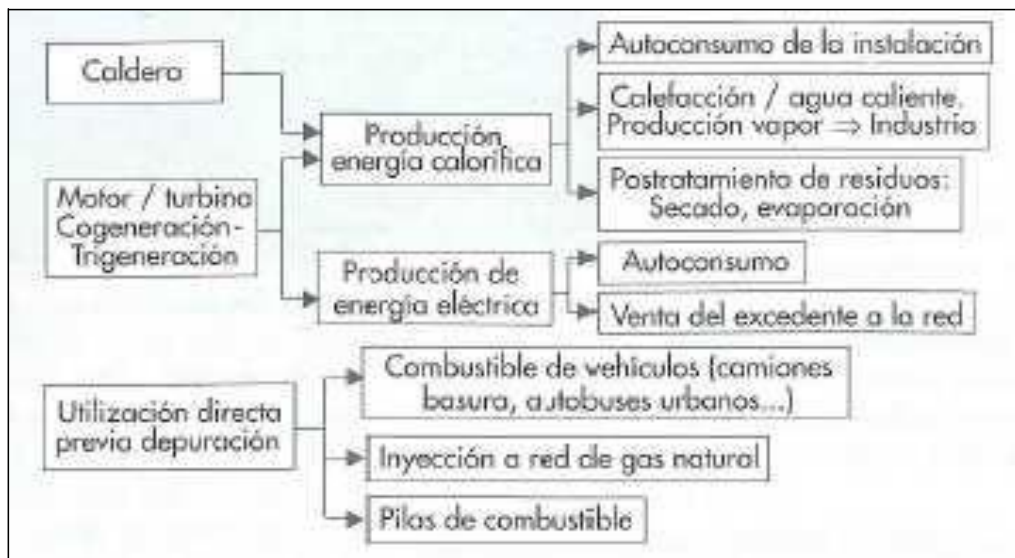 Caldera
Motor / turbina
Cogeneración-
Trigeneración
Producción
energía calorífica
Producción de
energía eléctrica
Autoconsumo de la instalación
Calefacción / agua caliente.
Producción vapor ⇒ Industria
Postratamiento de residuos:
Secado, evaporación
Autoconsumo
Venta del excedente a la red
Utilización directa
previa depuración
Combustible de vehículos (camiones
basura, autobuses urbanos...)
Inyección a red de gas natural
Pilas de combustible